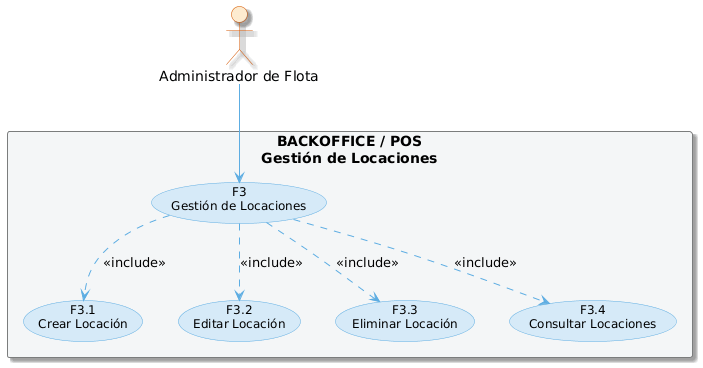 Administrador de Flota
BACKOFFICE / POS
Gestión de Locaciones
F3
Gestión de Locaciones
«include»
«include»
«include»
«include»
F3.1
Crear Locación
F3.2
Editar Locación
F3.3
Eliminar Locación
F3.4
Consultar Locaciones